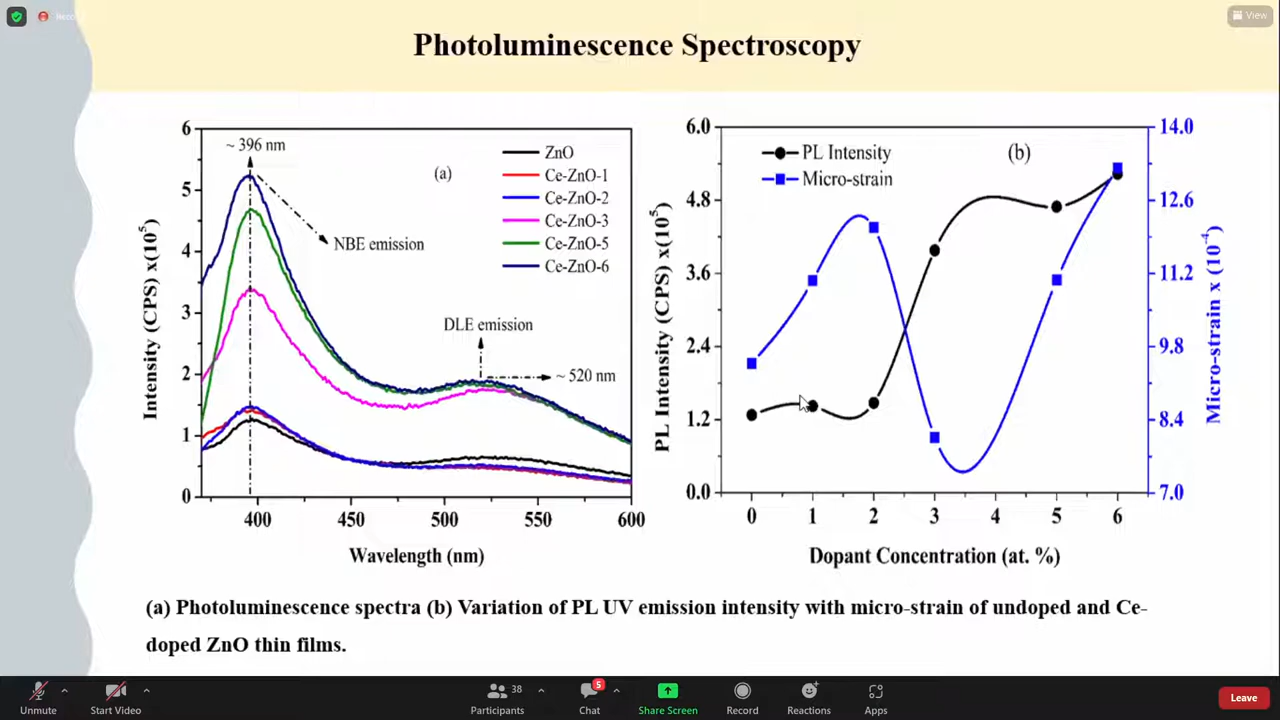 View
Photoluminescence Spectroscopy
6
5
4
3
2
1
0
~ 396 nm
(a)
ZnO
Ce-ZnO-1
Ce-ZnO-2
Ce-ZnO-3
Ce-ZnO-5
Ce-ZnO-6
NBE emission
DLE emission
~ 520 nm
Intensity (CPS) x(10⁵)
400 450 500 550 600
Wavelength (nm)
6.0
4.8
3.6
2.4
1.2
0.0
PL Intensity
Micro-strain
(b)
PL Intensity (CPS) x(10⁵)
14.0
12.6
11.2
9.8
8.4
7.0
Micro-strain x (10⁻⁴)
0 1 2 3 4 5 6
Dopant Concentration (at. %)
(a) Photoluminescence spectra (b) Variation of PL UV emission intensity with micro-strain of undoped and Ce-
doped ZnO thin films.
Unmute
Start Video
38
Participants
5
Chat
Share Screen
Record
Reactions
Apps
Leave